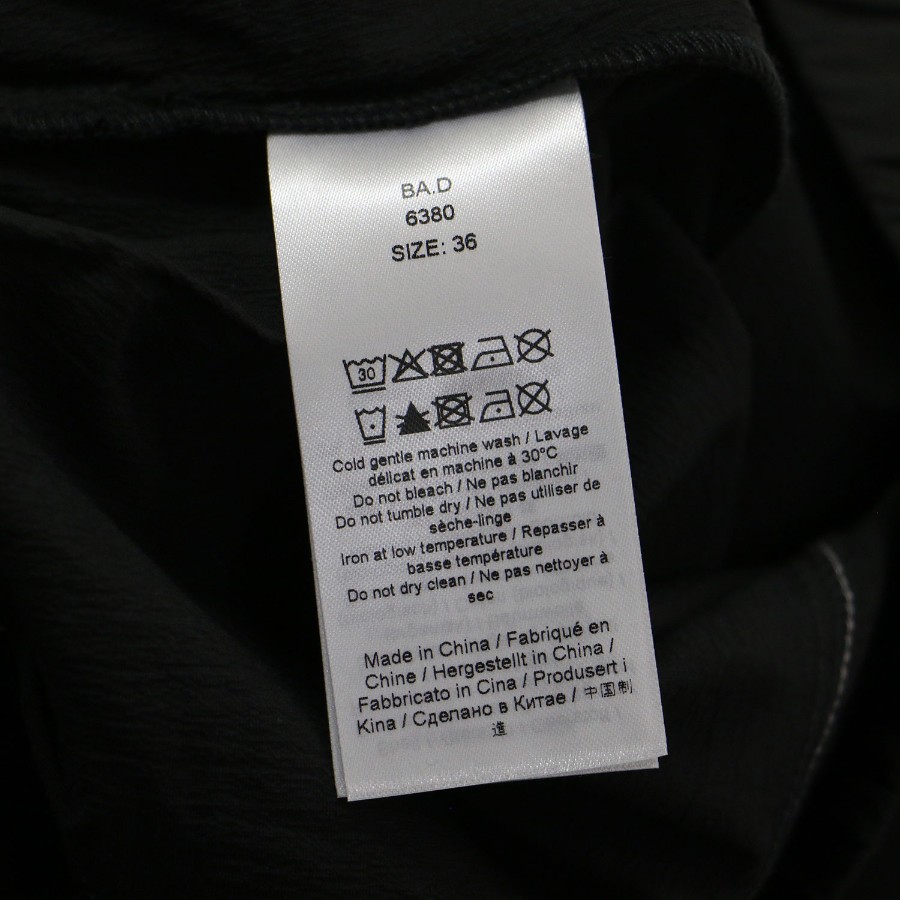 BA.D
6380
SIZE: 36
30
Cold gentle machine wash / Lavage
délicat en machine à 30°C
Do not bleach / Ne pas blanchir
Do not tumble dry / Ne pas utiliser de
sèche-linge
Iron at low temperature / Repasser à
basse température
Do not dry clean / Ne pas nettoyer à
sec
Made in China / Fabriqué en
Chine / Hergestellt in China /
Fabbricato in Cina / Produsert i
Kina / Сделано в Китае / 中国制
造